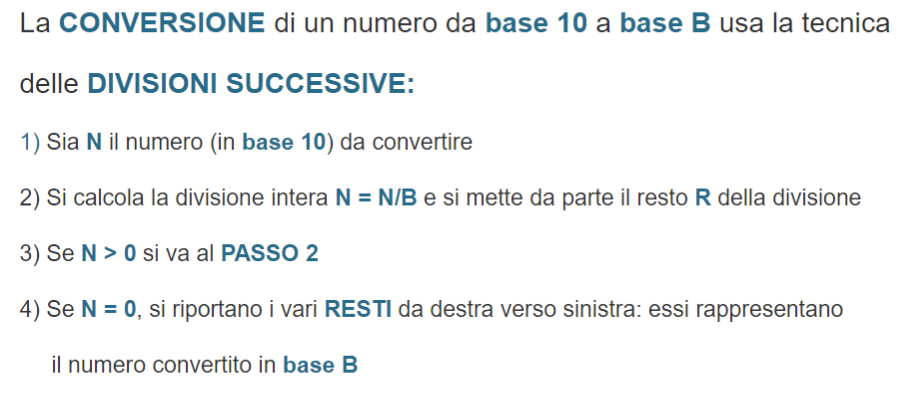 La CONVERSIONE di un numero da base 10 a base B usa la tecnica
delle DIVISIONI SUCCESSIVE:
1) Sia N il numero (in base 10) da convertire
2) Si calcola la divisione intera N = N/B e si mette da parte il resto R della divisione
3) Se N > 0 si va al PASSO 2
4) Se N = 0, si riportano i vari RESTI da destra verso sinistra: essi rappresentano
il numero convertito in base B